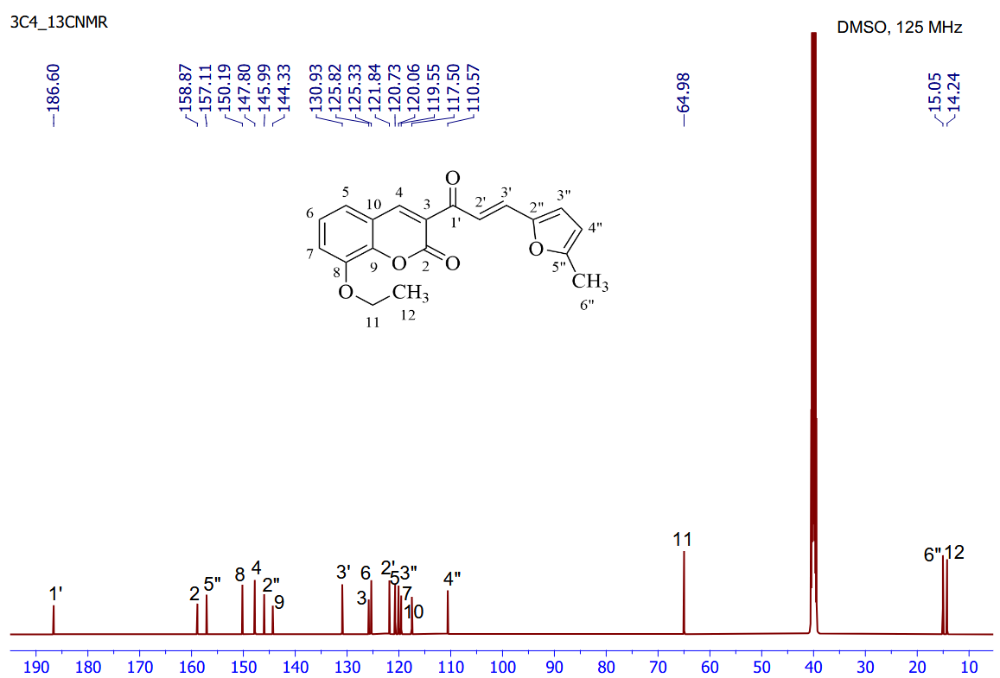 3C4_13CNMR
DMSO, 125 MHz
186.60
158.87
157.11
150.19
147.80
145.99
144.33
130.93
125.82
125.33
121.84
120.73
120.06
119.55
117.50
110.57
64.98
15.05
14.24
O
5 4 3 1' 2' 3' 2" 3" 4" 5"
6 10
7 8 9 O 2 O O
O CH3 CH3
11 12 6"
1' 2 5" 8 4 2" 9 3' 3 6 2' 5 3" 7 10 4" 11 6" 12
190 180 170 160 150 140 130 120 110 100 90 80 70 60 50 40 30 20 10